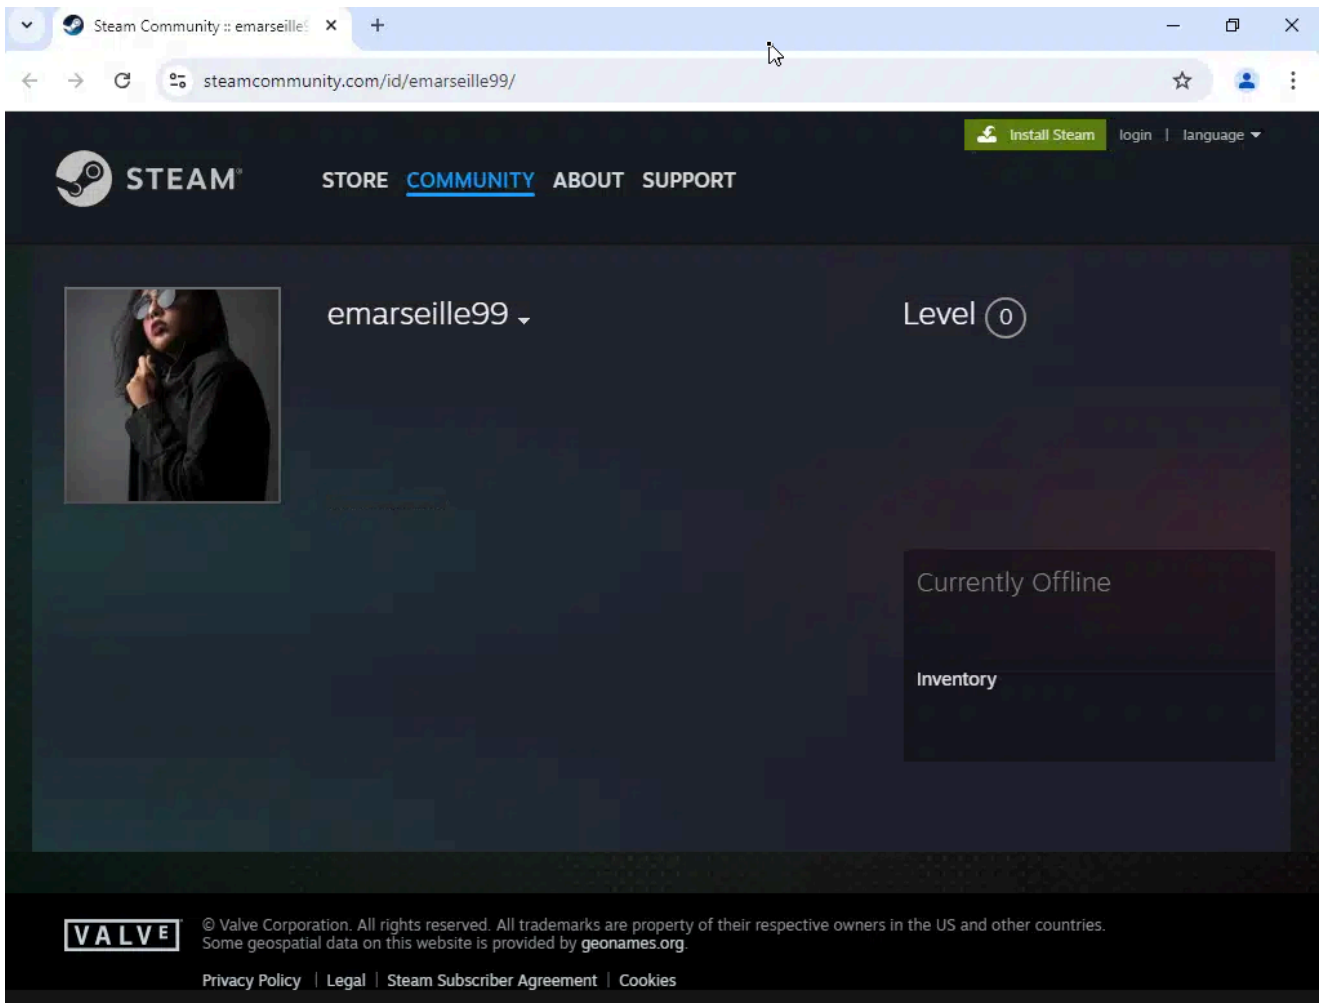 Steam Community :: emarseille
steamcommunity.com/id/emarseille99/
Install Steam login | language
STEAM® STORE COMMUNITY ABOUT SUPPORT
emarseille99
Level 0
Currently Offline
Inventory
VALVE
© Valve Corporation. All rights reserved. All trademarks are property of their respective owners in the US and other countries.
Some geospatial data on this website is provided by geonames.org.
Privacy Policy | Legal | Steam Subscriber Agreement | Cookies